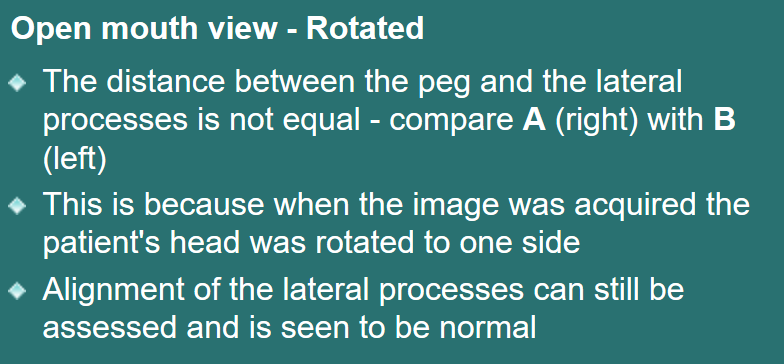 Open mouth view - Rotated
The distance between the peg and the lateral
processes is not equal - compare A (right) with B
(left)
This is because when the image was acquired the
patient's head was rotated to one side
Alignment of the lateral processes can still be
assessed and is seen to be normal